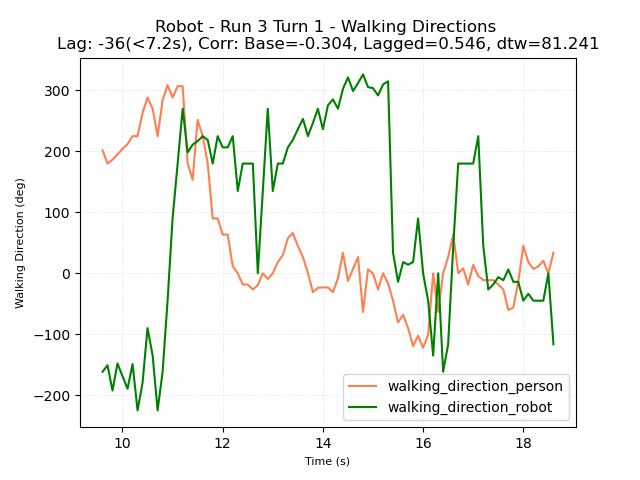 Robot - Run 3 Turn 1 - Walking Directions
Lag: -36(<7.2s), Corr: Base=-0.304, Lagged=0.546, dtw=81.241
300
200
100
0
−100
−200
Walking Direction (deg)
walking_direction_person
walking_direction_robot
10
12
14
16
18
Time (s)